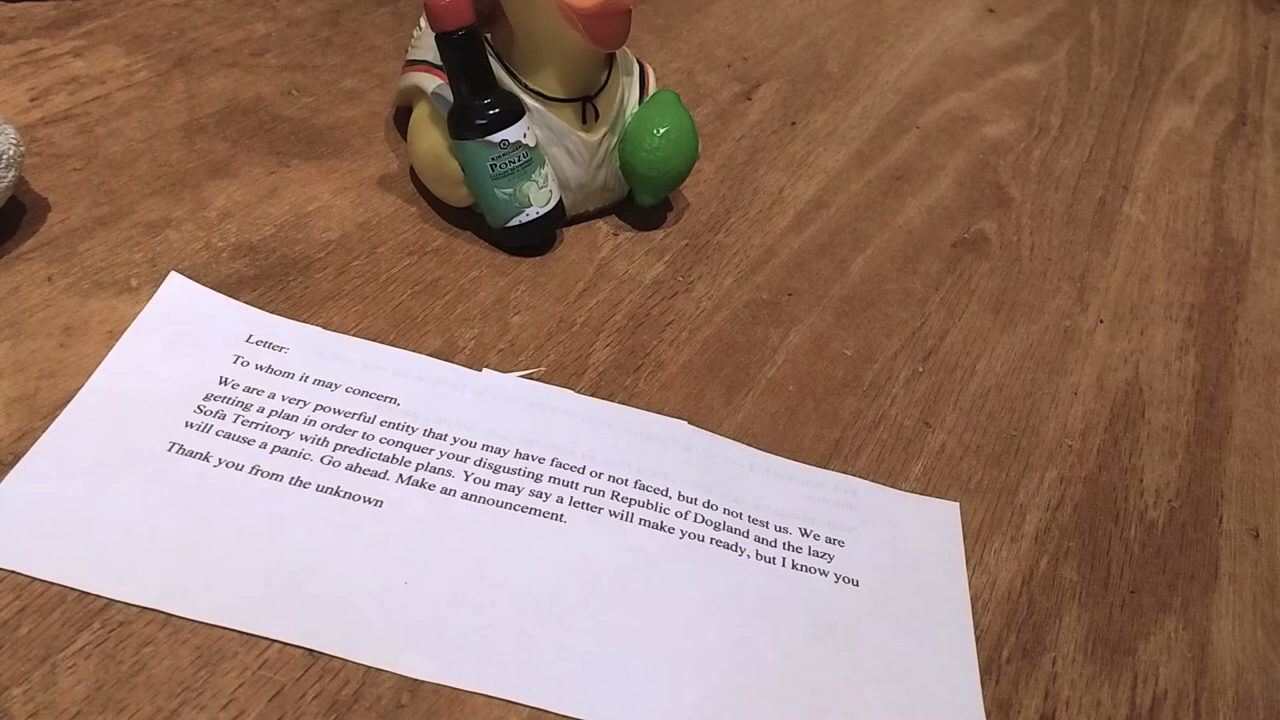 KIKKOMAN
PONZU
Letter:
To whom it may concern,
We are a very powerful entity that you may have faced or not faced, but do not test us. We are
getting a plan in order to conquer your disgusting mutt run Republic of Dogland and the lazy
Sofa Territory with predictable plans. You may say a letter will make you ready, but I know you
will cause a panic. Go ahead. Make an announcement.
Thank you from the unknown